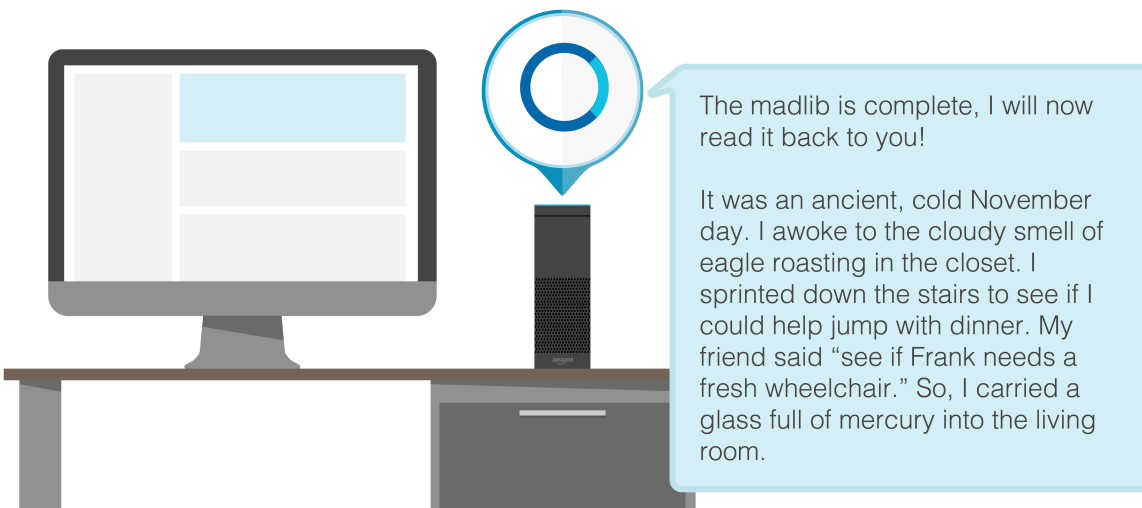 The madlib is complete, I will now
read it back to you!
It was an ancient, cold November
day. I awoke to the cloudy smell of
eagle roasting in the closet. I
sprinted down the stairs to see if I
could help jump with dinner. My
friend said “see if Frank needs a
fresh wheelchair.” So, I carried a
glass full of mercury into the living
room.
amazon